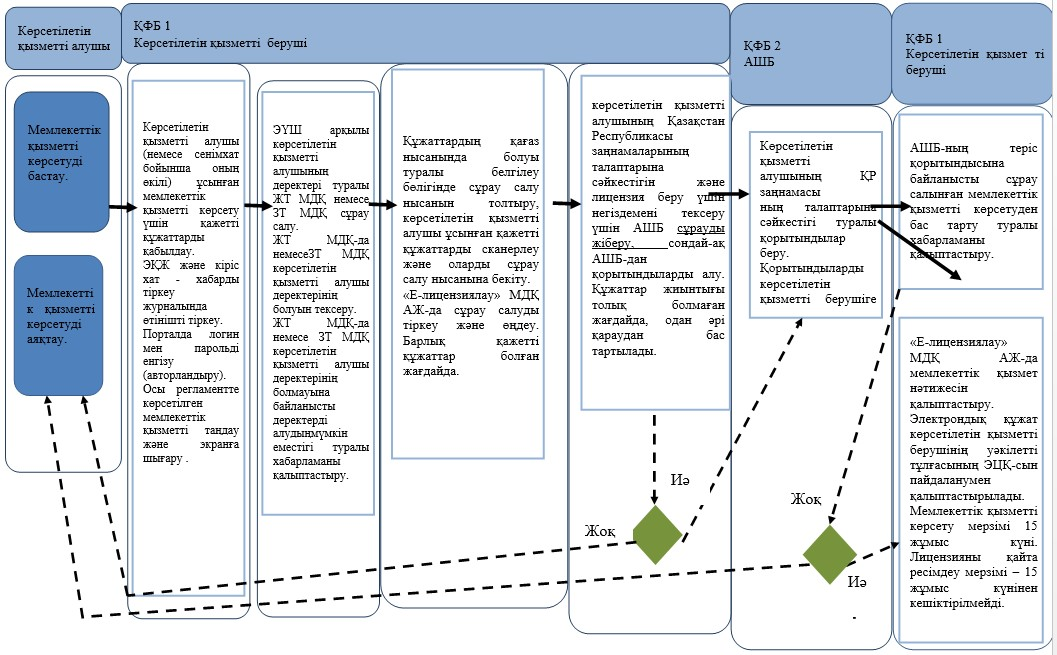 Көрсетілетін
қызметті алушы
ҚФБ 1
Көрсетілетін қызметті беруші
ҚФБ 2
АШБ
ҚФБ 1
Көрсетілетін қызмет ті
беруші
Мемлекеттік
қызметті
көрсетуді
бастау.
Мемлекетті
к қызметті
көрсетуді
аяқтау.
Көрсетілетін
қызметті алушы
(немесе сенімхат
бойынша оның
өкілі) ұсынған
мемлекеттік
қызметті көрсету
үшін қажетті
құжаттарды
қабылдау.
ЭҚЖ және кіріс
хат - хабарды
тіркеу
журналында
өтінішті тіркеу.
Порталда логин
мен парольді
енгізу
(авторландыру).
Осы регламентте
көрсетілген
мемлекеттік
қызметті таңдау
және экранға
шығару .
ЭҮШ арқылы
көрсетілетін
қызметті
алушының
деректері туралы
ЖТ МДҚ немесе
ЗТ МДҚ сұрау
салу.
ЖТ МДҚ-да
немесеЗТ МДҚ
көрсетілетін
қызметті алушы
деректерінің
болуын тексеру.
ЖТ МДҚ-да
немесе ЗТ МДҚ
көрсетілетін
қызметті алушы
деректерінің
болмауына
байланысты
деректерді
алудыңмүмкін
еместігі туралы
хабарламаны
қалыптастыру.
Құжаттардың қағаз
нысанында болуы
туралы белгілеу
бөлігінде сұрау салу
нысанын толтыру,
көрсетілетін қызметті
алушы ұсынған қажетті
құжаттарды сканерлеу
және оларды сұрау
салу нысанына бекіту.
«Е-лицензиялау» МДҚ
АЖ-да сұрау салуды
тіркеу және өңдеу.
Барлық қажетті
құжаттар болған
жағдайда.
көрсетілетін қызметті
алушының Қазақстан
Республикасы
заңнамаларының
талаптарына
сәйкестігін және
лицензия беру үшін
негіздемені тексеру
үшін АШБ сұрауды
жіберу, сондай-ақ
АШБ-дан
қорытындыларды алу.
Құжаттар жиынтығы
толық болмаған
жағдайда, одан әрі
қараудан бас
тартылады.
Көрсетілетін
қызметті
алушының ҚР
заңнамасы
ның талаптарына
сәйкестігі туралы
қорытындылар
беру.
Қорытындыларды
көрсетілетін
қызметті берушіге
АШБ-ның теріс
қорытындысына
байланысты сұрау
салынған мемлекеттік
қызметті көрсетуден
бас тарту туралы
хабарламаны
қалыптастыру.
«Е-лицензиялау»
МДҚ АЖ-да
мемлекеттік қызмет
нәтижесін
қалыптастыру.
Электрондық құжат
көрсетілетін қызметті
берушінің уәкілетті
тұлғасының ЭЦҚ-сын
пайдаланумен
қалыптастырылады.
Мемлекеттік қызметті
көрсету мерзімі 15
жұмыс күні.
Лицензияны қайта
ресімдеу мерзімі – 15
жұмыс күнінен
кешіктірілмейді.
Иә
Жоқ
Жоқ
Иә